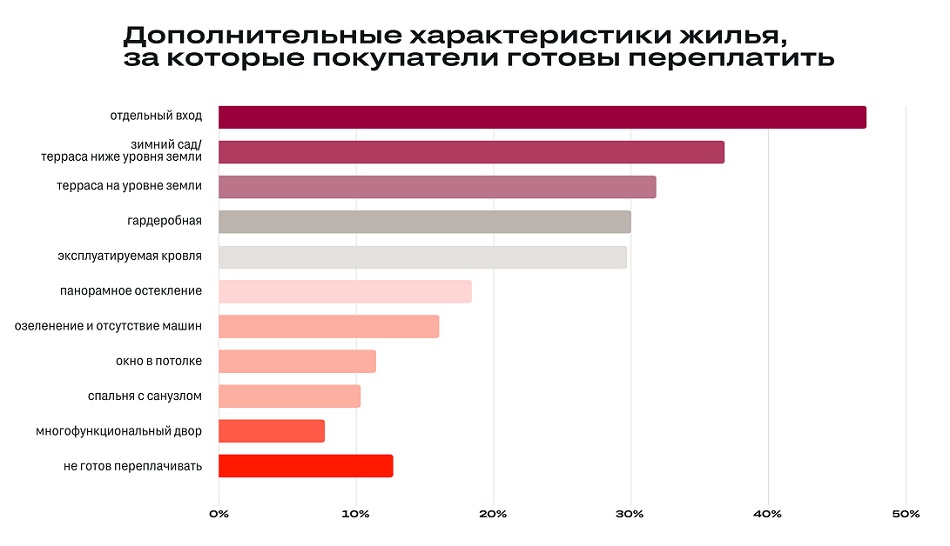 Дополнительные характеристики жилья,
за которые покупатели готовы переплатить
отдельный вход
зимний сад/
терраса ниже уровня земли
терраса на уровне земли
гардеробная
эксплуатируемая кровля
панорамное остекление
озеленение и отсутствие машин
окно в потолке
спальня с санузлом
многофункциональный двор
не готов переплачивать
0% 10% 20% 30% 40% 50%